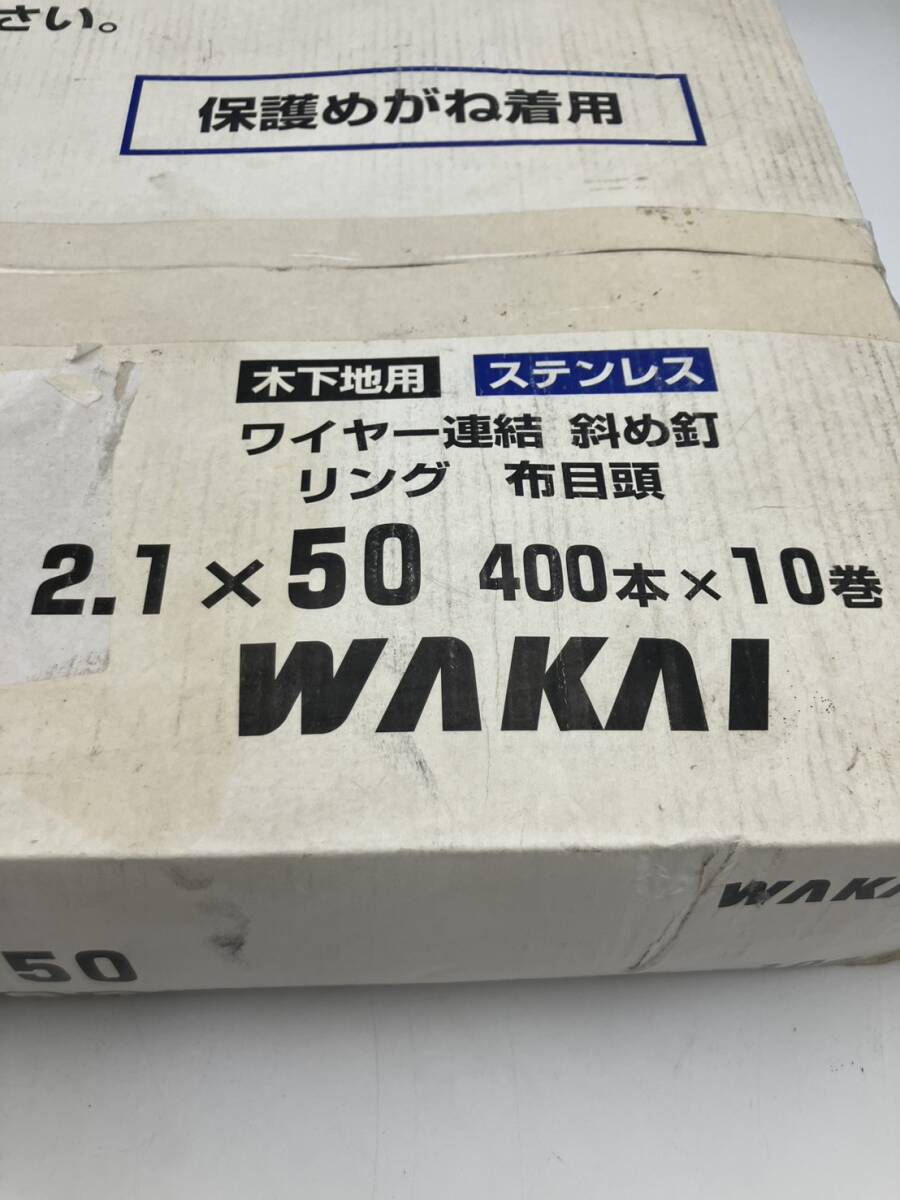 さい。
保護めがね着用
木下地用 ステンレス
ワイヤー連結 斜め釘
リング 布目頭
2.1×50 400本×10巻
WAKAI
WAKA
50